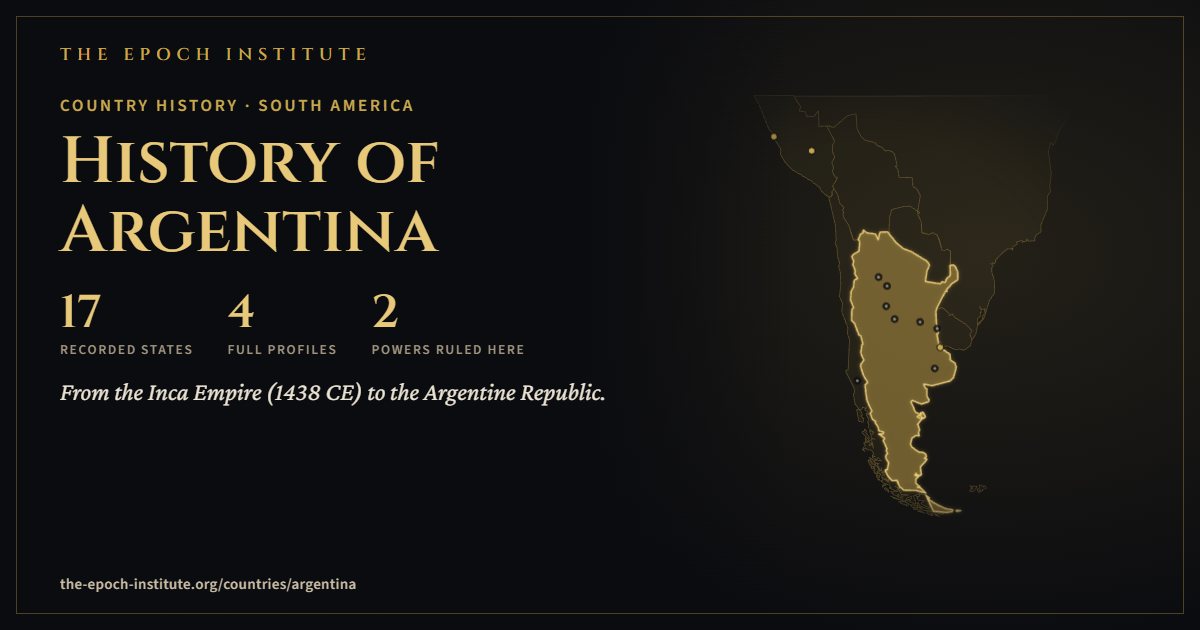 THE EPOCH INSTITUTE
COUNTRY HISTORY · SOUTH AMERICA
HISTORY OF
ARGENTINA
17 4 2
RECORDED STATES FULL PROFILES POWERS RULED HERE
From the Inca Empire (1438 CE) to the Argentine Republic.
the-epoch-institute.org/countries/argentina